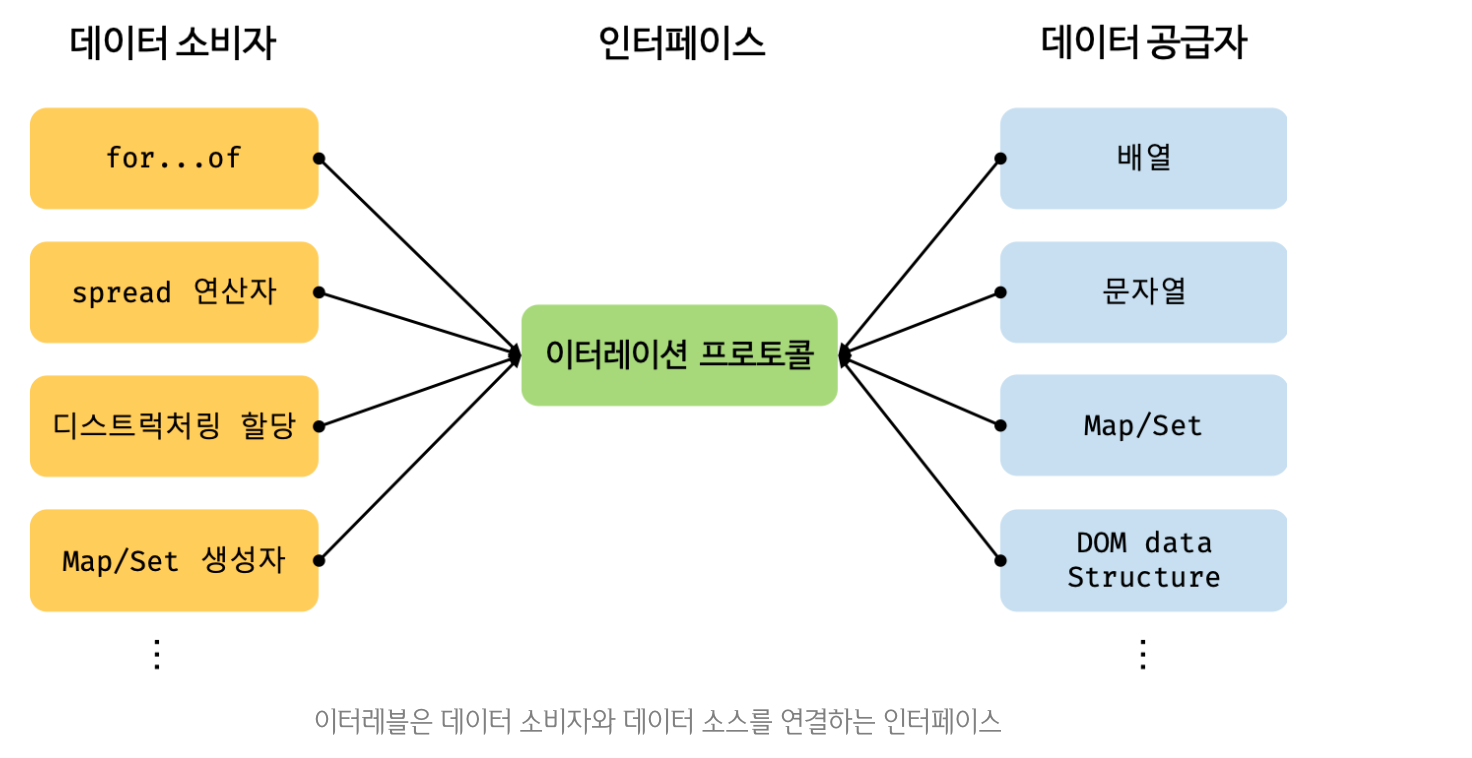 데이터 소비자
인터페이스
데이터 공급자
for...of
spread 연산자
디스트럭처링 할당
Map/Set 생성자
⋮
이터레이션 프로토콜
배열
문자열
Map/Set
DOM data
Structure
⋮
이터레블은 데이터 소비자와 데이터 소스를 연결하는 인터페이스